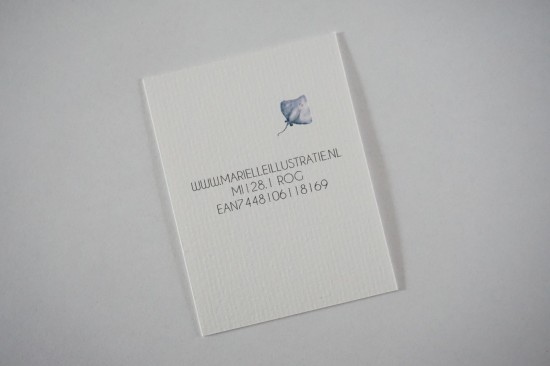 WWW.MARIELLEILLUSTRATIE.NL
MI128.1 ROG
EAN7448106118169